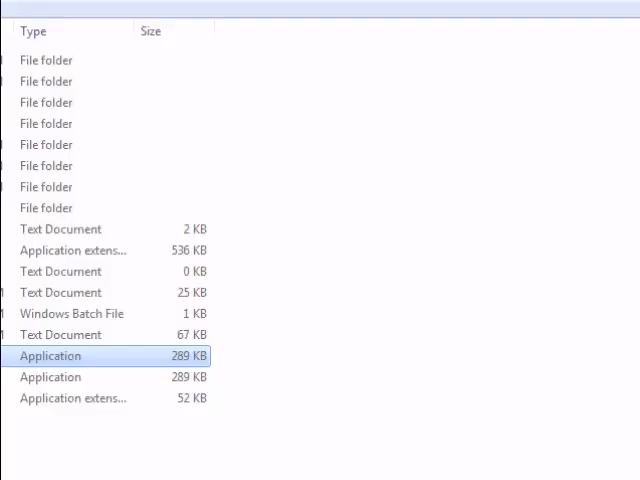 Type Size
File folder
File folder
File folder
File folder
File folder
File folder
File folder
File folder
Text Document 2 KB
Application extens... 536 KB
Text Document 0 KB
Text Document 25 KB
Windows Batch File 1 KB
Text Document 67 KB
Application 289 KB
Application 289 KB
Application extens... 52 KB